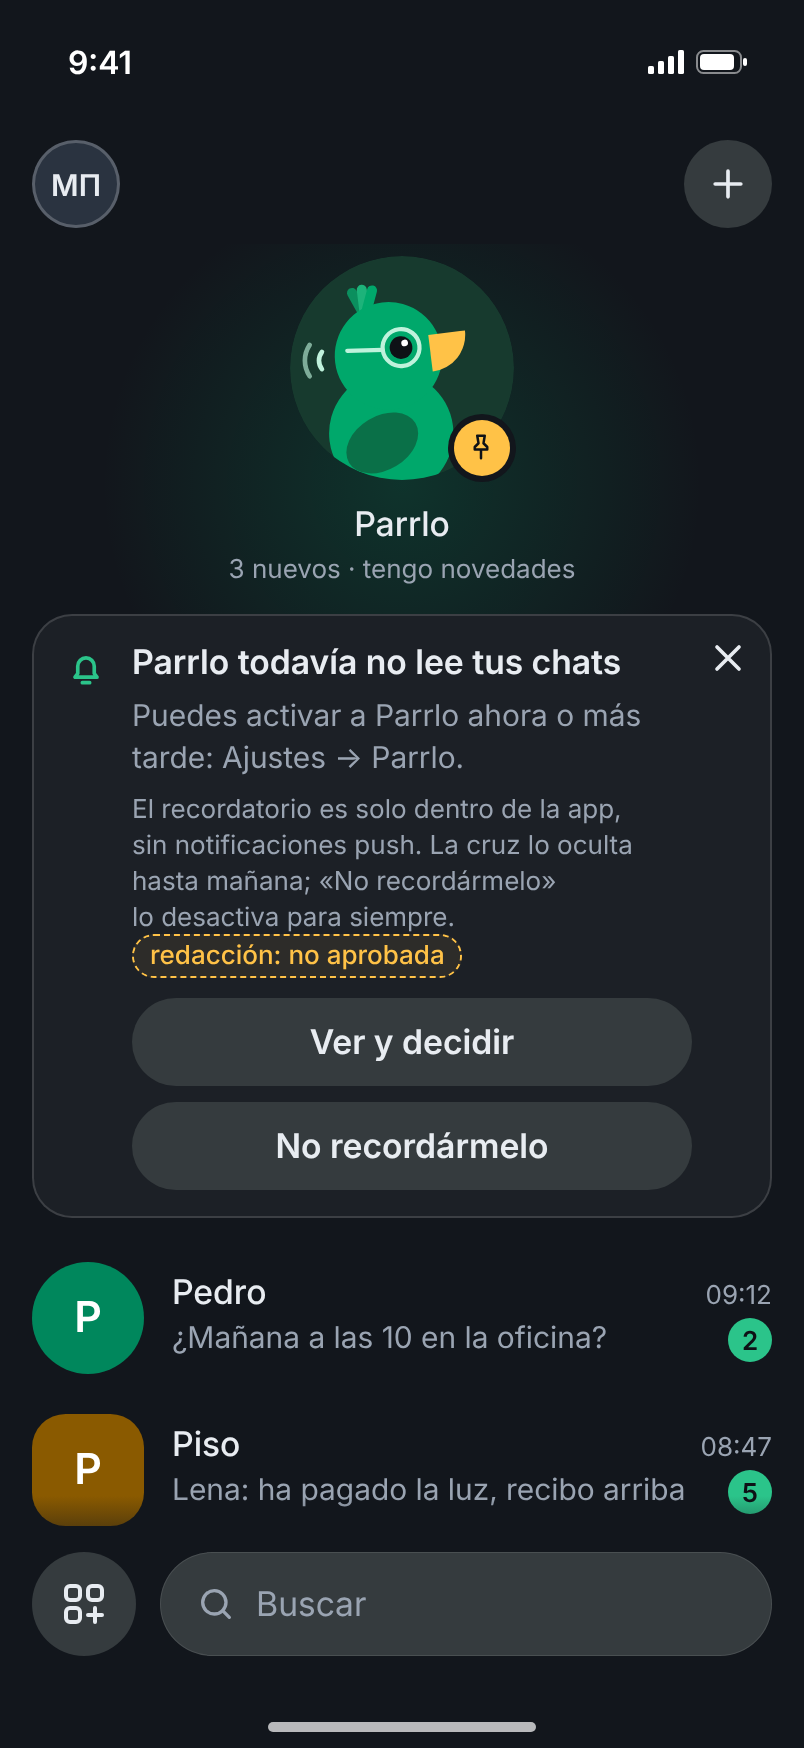 9:41
МП
Parrlo
3 nuevos · tengo novedades
Parrlo todavía no lee tus chats
Puedes activar a Parrlo ahora o más
tarde: Ajustes → Parrlo.
El recordatorio es solo dentro de la app,
sin notificaciones push. La cruz lo oculta
hasta mañana; «No recordármelo»
lo desactiva para siempre.
redacción: no aprobada
Ver y decidir
No recordármelo
P
Pedro
09:12
¿Mañana a las 10 en la oficina?
2
P
Piso
08:47
Lena: ha pagado la luz, recibo arriba
5
Buscar